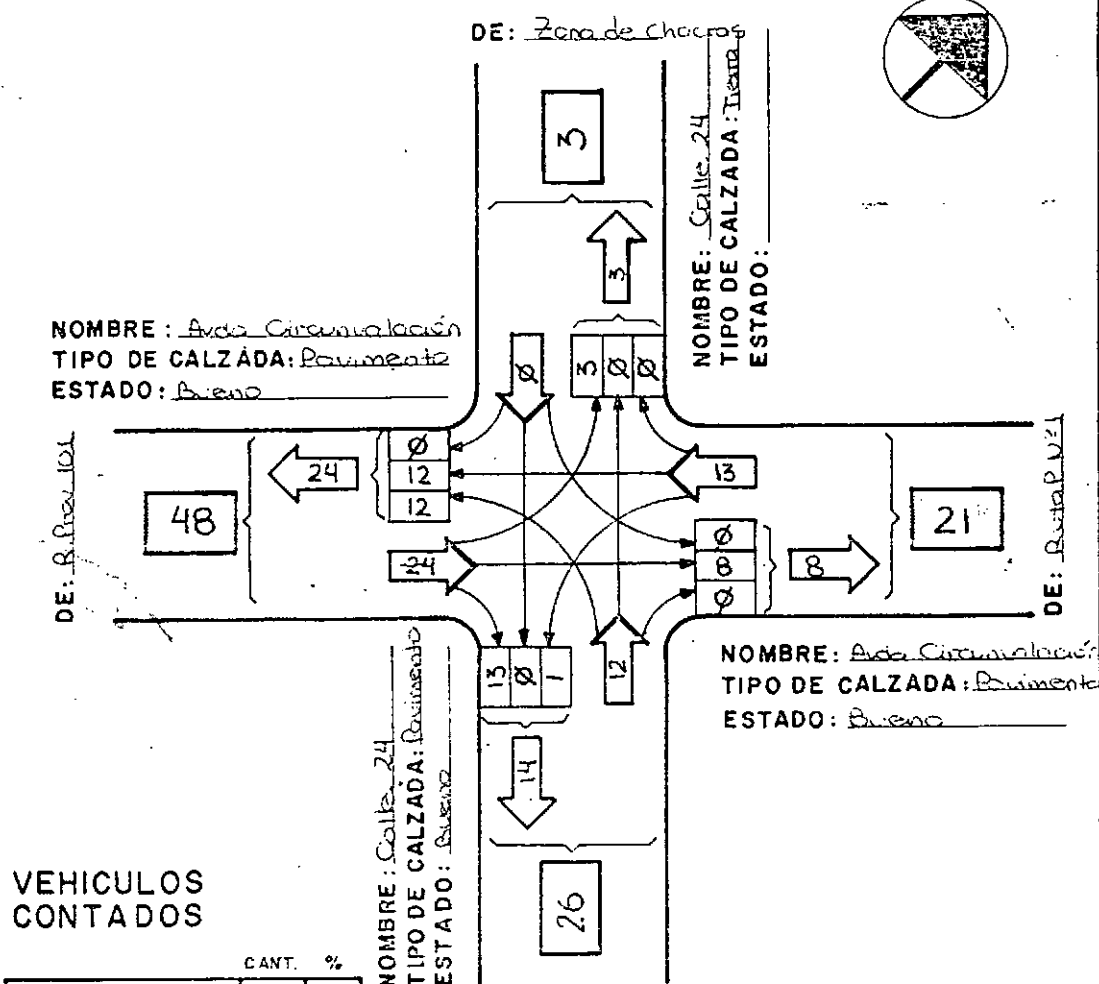 DE: Zona de Chacras
3
NOMBRE: Calle 24
TIPO DE CALZADA: Tierra
ESTADO:
3
NOMBRE: Avda Circunvalación
TIPO DE CALZADA: Pavimento
ESTADO: Bueno
Ø
3 Ø Ø
DE: R. Prov. 101
48
24
Ø
12
12
13
24
Ø
8
Ø
8
21
DE: Ruta P Nº1
13 Ø 1
12
NOMBRE: Avda Circunvalación
TIPO DE CALZADA: Pavimento
ESTADO: Bueno
14
NOMBRE: Calle 24
TIPO DE CALZADA: Pavimento
ESTADO: Bueno
26
VEHICULOS
CONTADOS
CANT. %